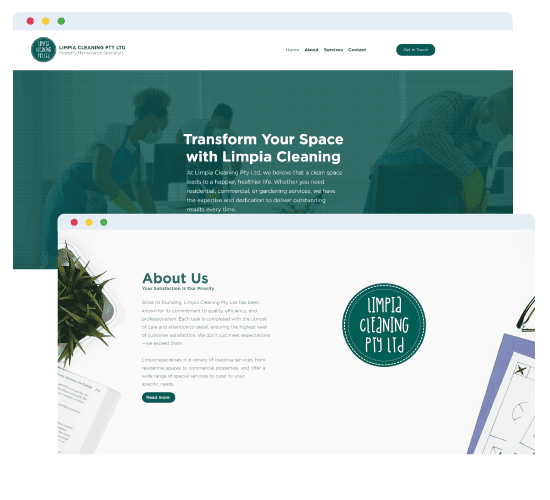 LIMPIA
CLEANING
PTY LTD
LIMPIA CLEANING PTY LTD
Property Maintenance Specialists
Home About Services Contact
Get In Touch
Transform Your Space
with Limpia Cleaning
At Limpia Cleaning Pty Ltd, we believe that a clean space
leads to a happier, healthier life. Whether you need
residential, commercial, or gardening services, we have
the expertise and dedication to deliver outstanding
results every time.
About Us
Your Satisfaction Is Our Priority
Since its founding, Limpia Cleaning Pty Ltd has been
known for its commitment to quality, efficiency, and
professionalism. Each task is completed with the utmost
of care and attention to detail, ensuring the highest level
of customer satisfaction. We don't just meet expectations
—we exceed them.
Limpia specialises in a variety of cleaning services, from
residential spaces to commercial properties, and offer a
wide range of special services to cater to your
specific needs.
Read more
LIMPIA
CLEANING
PTY LTD